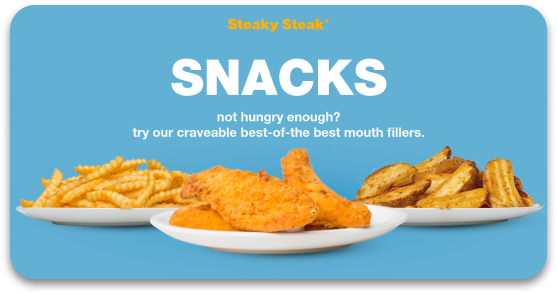 Steaky Steak®
SNACKS
not hungry enough?
try our craveable best-of-the best mouth fillers.